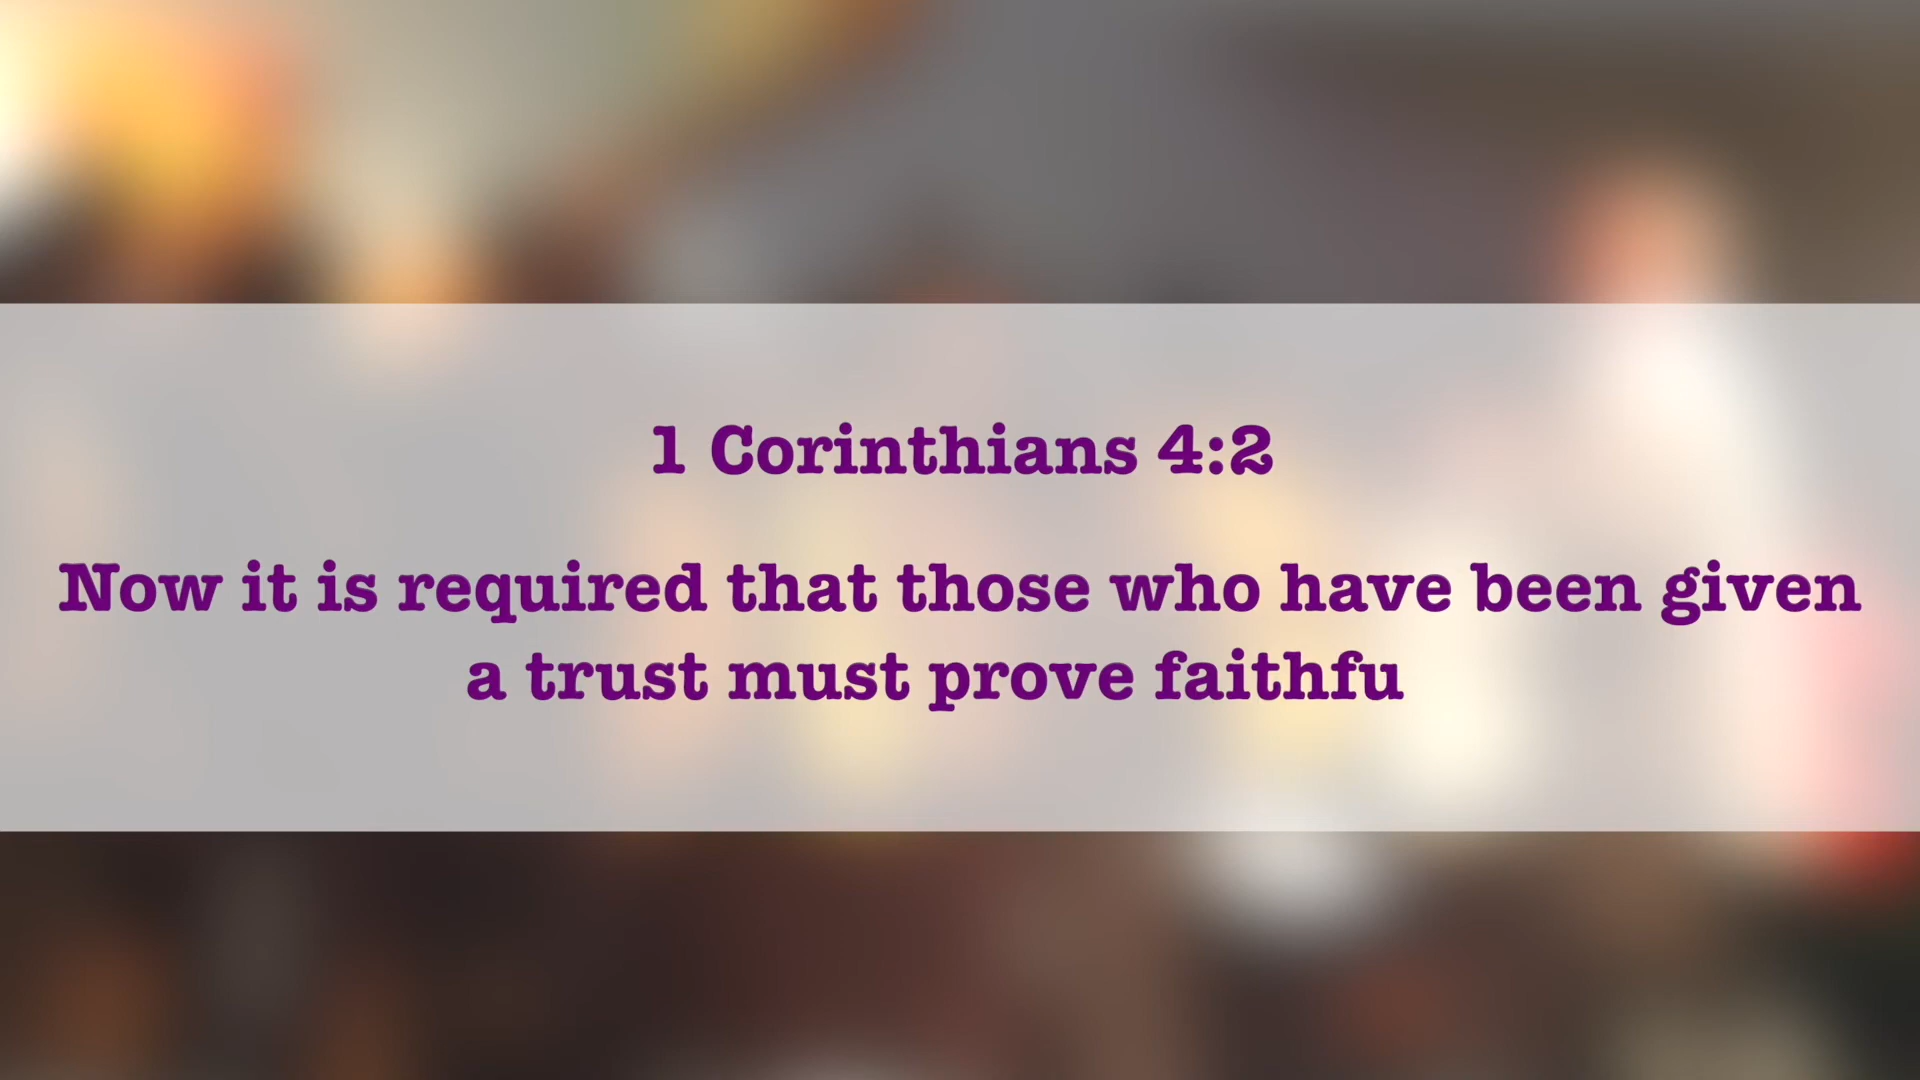 1 Corinthians 4:2
Now it is required that those who have been given
a trust must prove faithfu